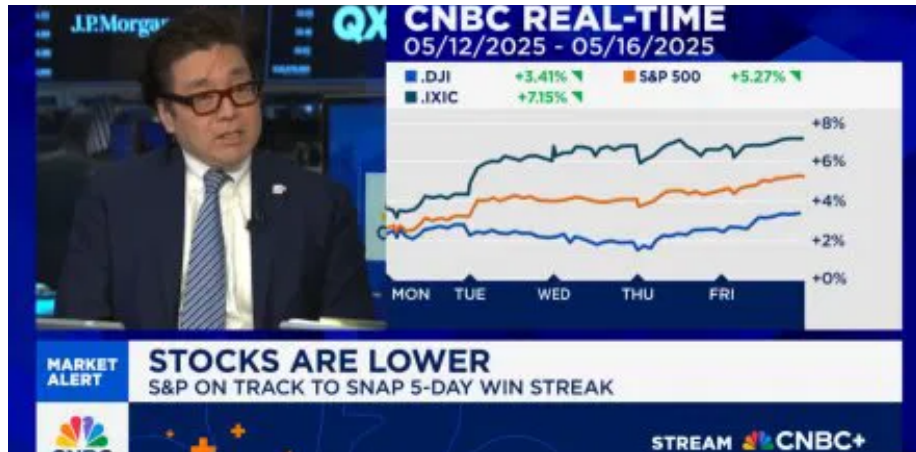 J.P.Morgan
QX
CNBC REAL-TIME
05/12/2025 - 05/16/2025
.DJI +3.41% S&P 500 +5.27%
.IXIC +7.15%
+8%
+6%
+4%
+2%
+0%
MON TUE WED THU FRI
MARKET
ALERT
STOCKS ARE LOWER
S&P ON TRACK TO SNAP 5-DAY WIN STREAK
CNBC
STREAM CNBC+